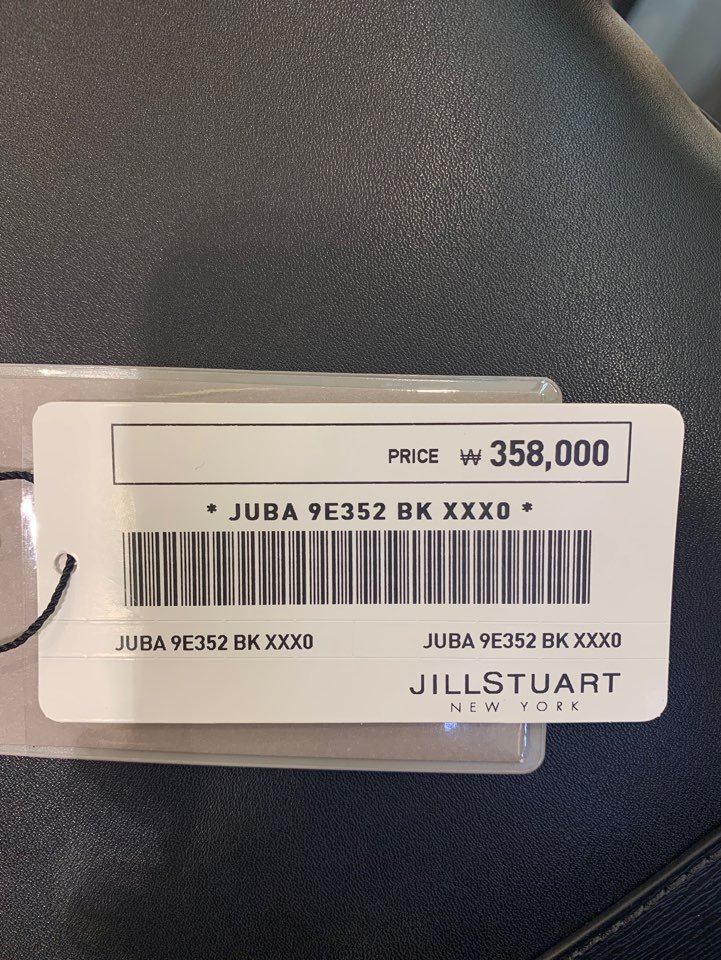 PRICE ₩ 358,000
* JUBA 9E352 BK XXX0 *
JUBA 9E352 BK XXX0 JUBA 9E352 BK XXX0
JILLSTUART
NEW YORK